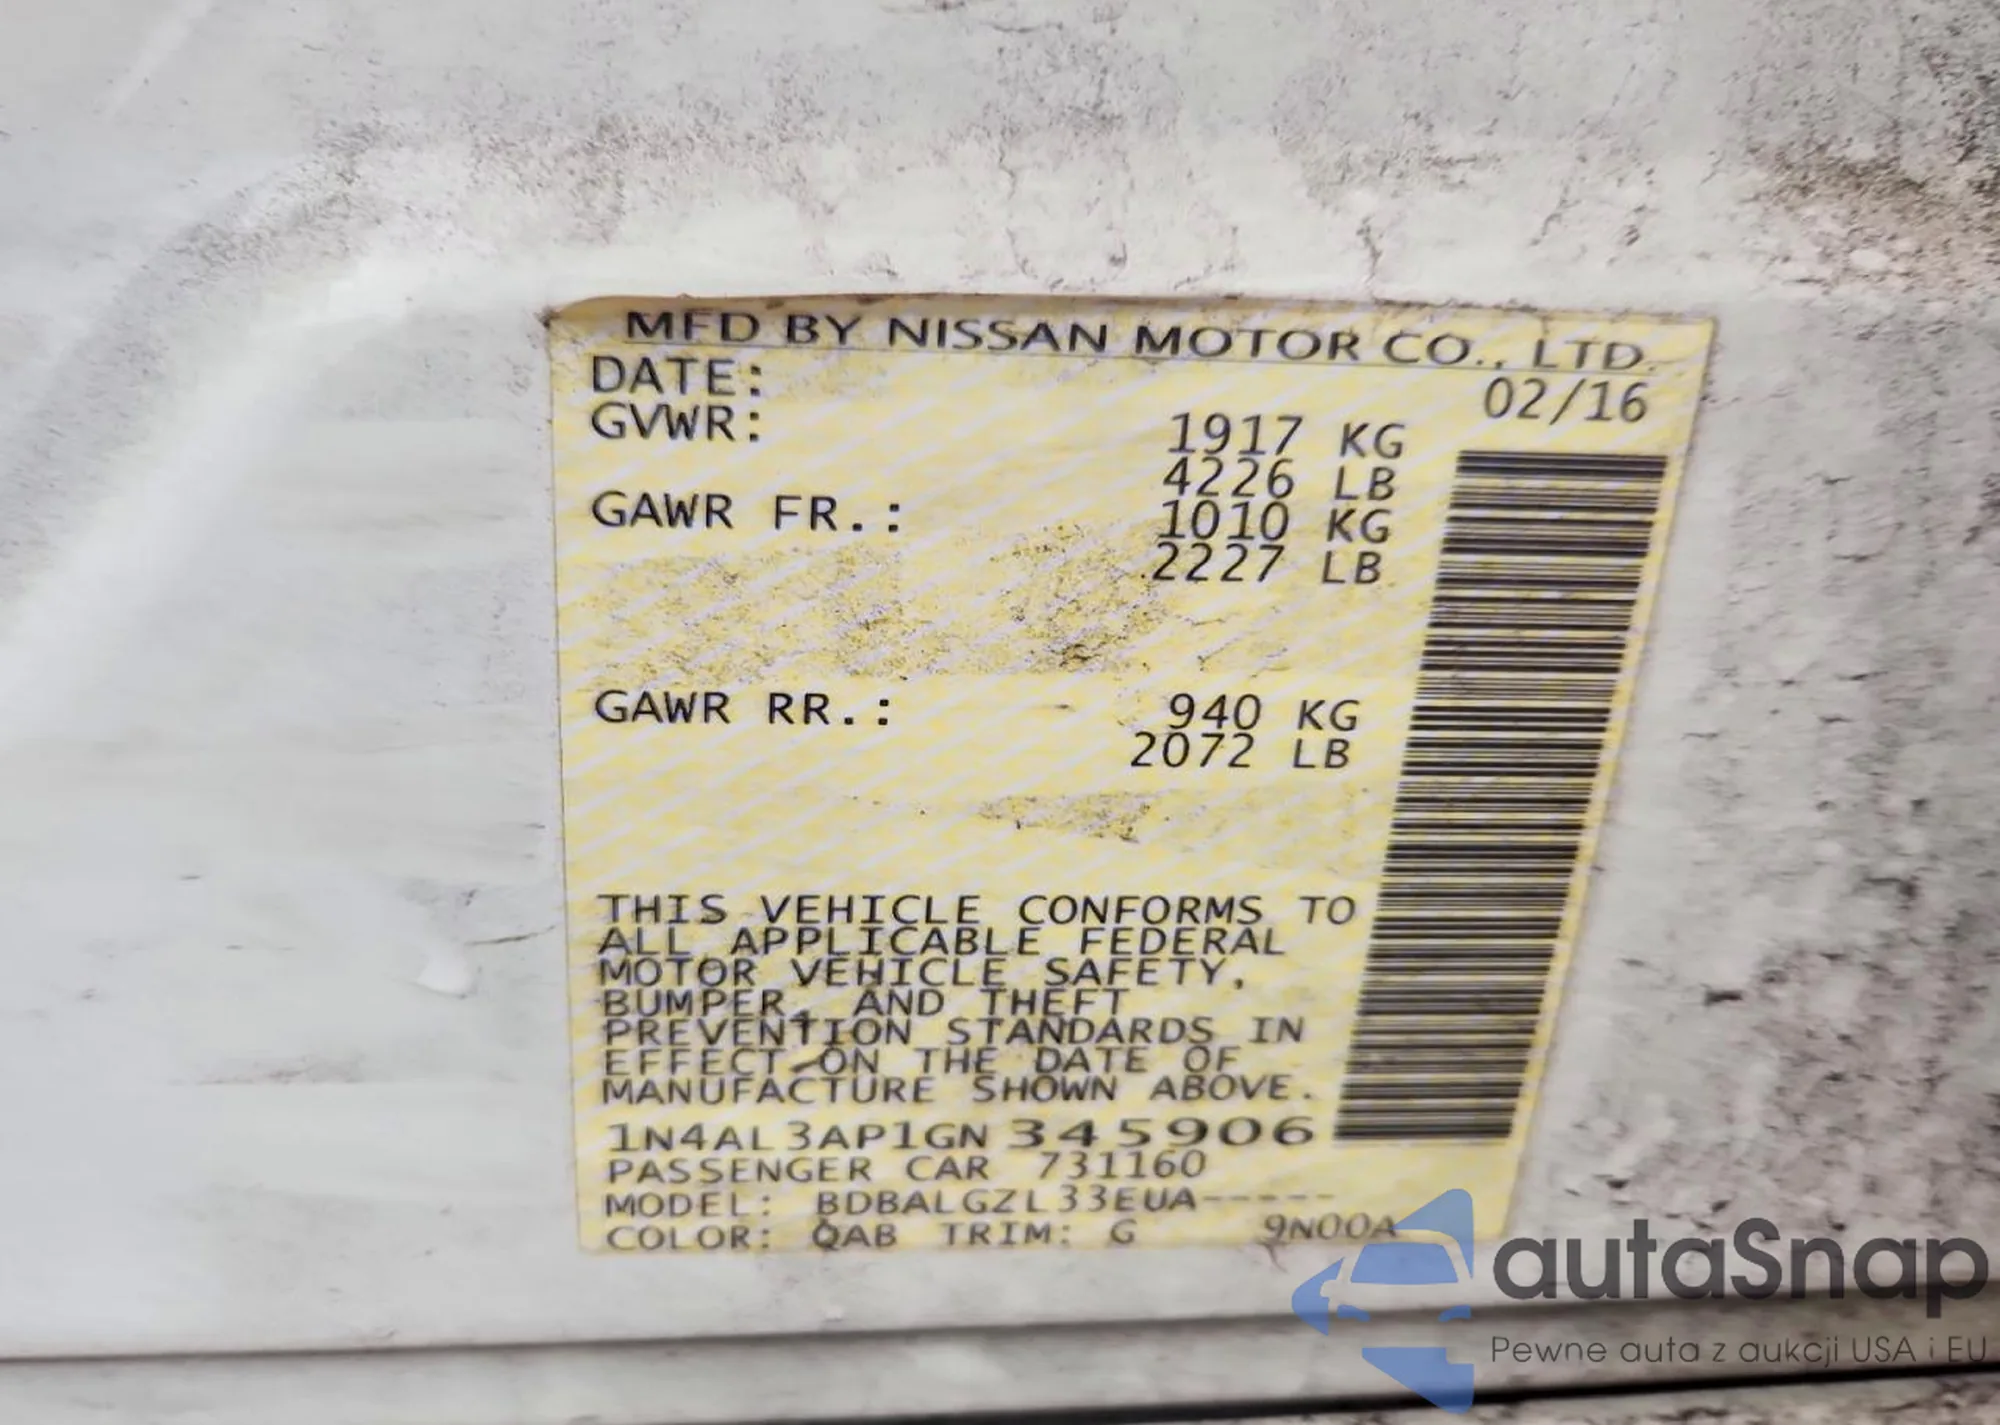 MFD BY NISSAN MOTOR CO., LTD.
DATE: 02/16
GVWR: 1917 KG
4226 LB
GAWR FR.: 1010 KG
2227 LB
GAWR RR.: 940 KG
2072 LB
THIS VEHICLE CONFORMS TO
ALL APPLICABLE FEDERAL
MOTOR VEHICLE SAFETY,
BUMPER, AND THEFT
PREVENTION STANDARDS IN
EFFECT ON THE DATE OF
MANUFACTURE SHOWN ABOVE.
1N4AL3AP1GN345906
PASSENGER CAR 731160
MODEL: BDBALGZL33EUA-----
COLOR: QAB TRIM: G 9N00A
autaSnap
Pewne auta z aukcji USA i EU